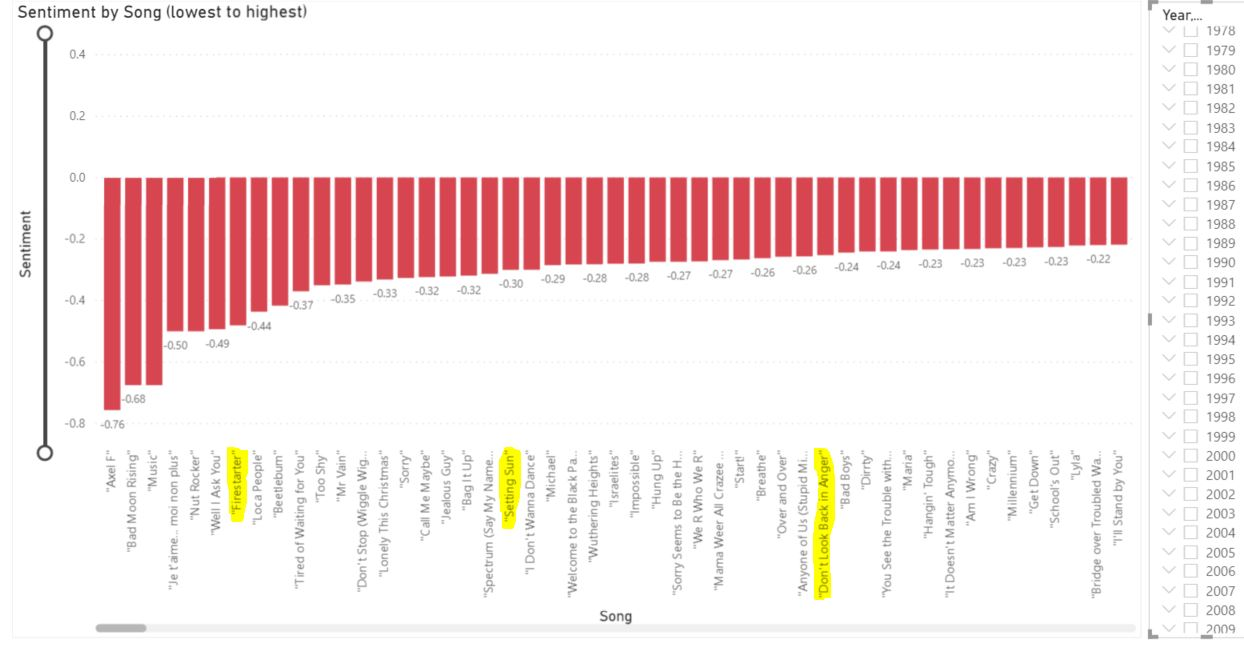 Sentiment by Song (lowest to highest)
Sentiment
0.4
0.2
0.0
-0.2
-0.4
-0.6
-0.8
-0.76
-0.68
-0.50
-0.49
-0.44
-0.37
-0.35
-0.33
-0.32
-0.32
-0.30
-0.29
-0.28
-0.28
-0.27
-0.27
-0.26
-0.26
-0.24
-0.24
-0.23
-0.23
-0.23
-0.23
-0.22
"Axel F"
"Bad Moon Rising"
"Music"
"Je t'aime... moi non plus"
"Nut Rocker"
"Well I Ask You"
"Firestarter"
"Loca People"
"Beetlebum"
"Tired of Waiting for You"
"Too Shy"
"Mr Vain"
"Don't Stop (Wiggle Wig...
"Lonely This Christmas"
"Sorry"
"Call Me Maybe"
"Jealous Guy"
"Bag It Up"
"Spectrum (Say My Name...
"Setting Sun"
"I Don't Wanna Dance"
"Michael"
"Welcome to the Black Pa...
"Wuthering Heights"
"Israelites"
"Impossible"
"Hung Up"
"Sorry Seems to Be the H...
"We R Who We R"
"Mama Weer All Crazee ...
"Start!"
"Breathe"
"Over and Over"
"Anyone of Us (Stupid Mi...
"Don't Look Back in Anger"
"Bad Boys"
"Dirty"
"You See the Trouble with...
"Maria"
"Hangin' Tough"
"It Doesn't Matter Anymo...
"Am I Wrong"
"Crazy"
"Millennium"
"Get Down"
"School's Out"
"Lyla"
"Bridge over Troubled Wa...
"I'll Stand by You"
Song
Year,...
1978
1979
1980
1981
1982
1983
1984
1985
1986
1987
1988
1989
1990
1991
1992
1993
1994
1995
1996
1997
1998
1999
2000
2001
2002
2003
2004
2005
2006
2007
2008
2009